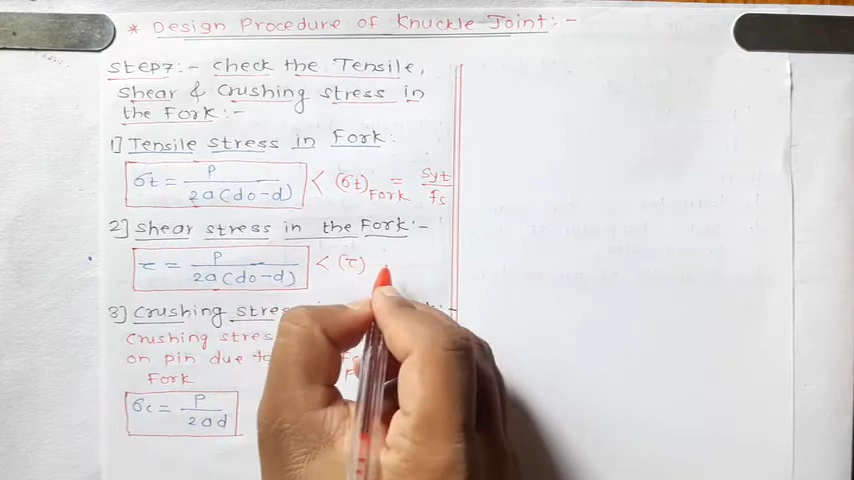 * Design Procedure of Knuckle Joint:-
Step7:- Check the Tensile,
Shear & Crushing stress in
the Fork:-
1] Tensile stress in Fork:
σt = P / 2a(do-d) < (σt)Fork = Syt / fs
2] Shear stress in the Fork:-
τ = P / 2a(do-d) < (τ)
3] Crushing
Crushing stress
on pin due to
Fork
σc = P / 2ad